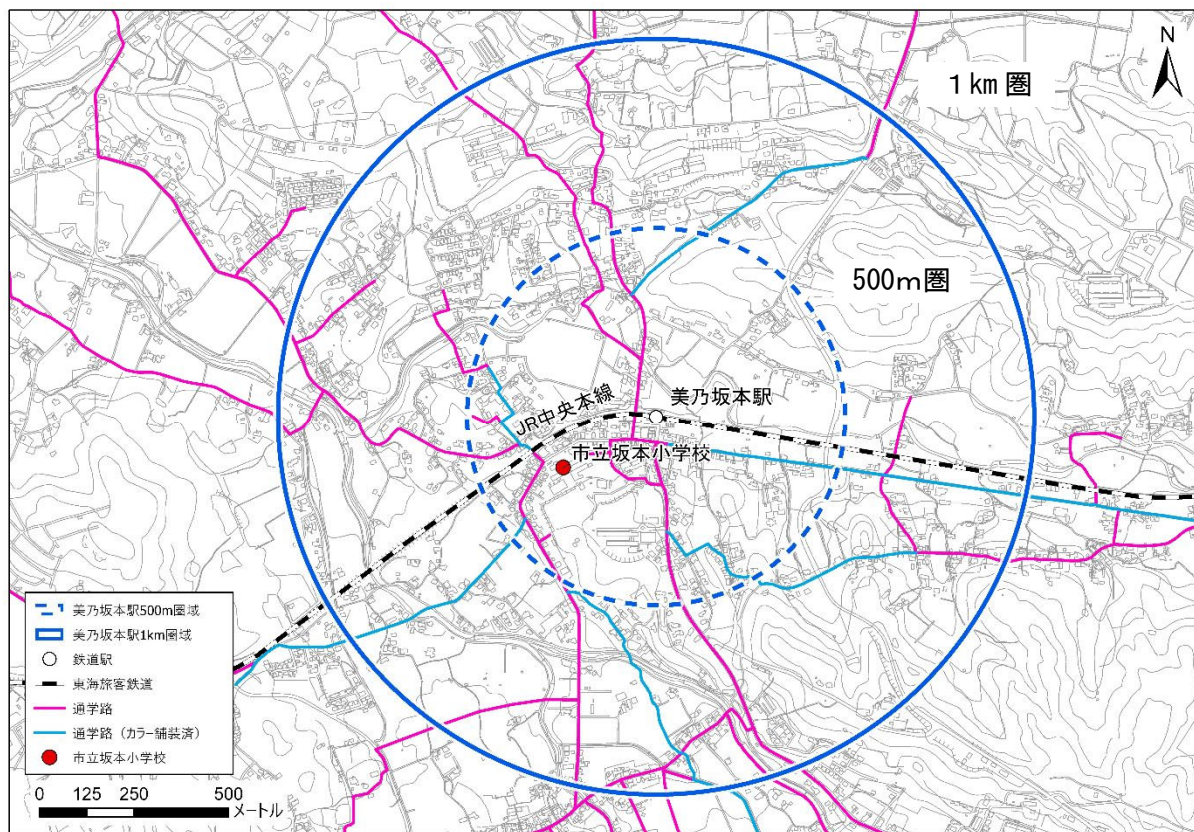 N
1km圏
500m圏
美乃坂本駅
JR中央本線
市立坂本小学校
美乃坂本駅500m圏域
美乃坂本駅1km圏域
鉄道駅
東海旅客鉄道
通学路
通学路（カラー舗装済）
市立坂本小学校
0 125 250 500 メートル